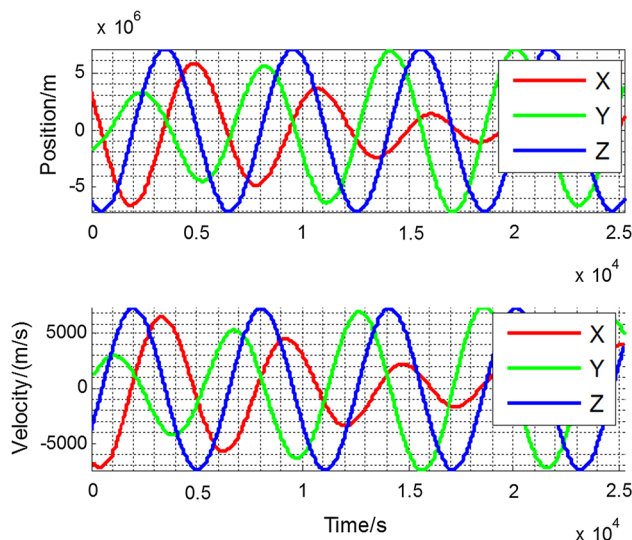 x 10^6
Position/m
5
0
-5
X
Y
Z
0 0.5 1 1.5 2 2.5
x 10^4
Velocity/(m/s)
5000
0
-5000
X
Y
Z
0 0.5 1 1.5 2 2.5
Time/s
x 10^4